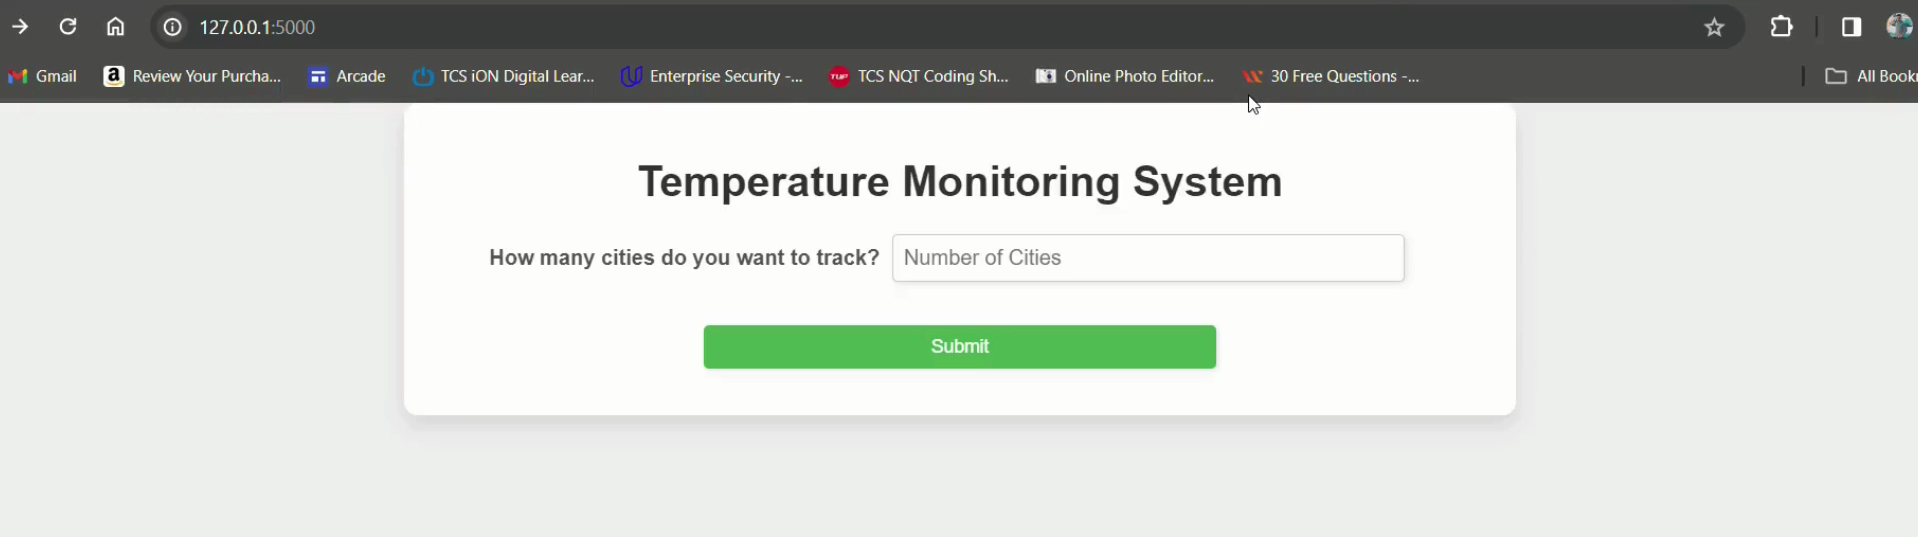 127.0.0.1:5000
Gmail
a Review Your Purcha...
Arcade
TCS iON Digital Lear...
Enterprise Security -...
TUP TCS NQT Coding Sh...
Online Photo Editor...
30 Free Questions -...
All Book
Temperature Monitoring System
How many cities do you want to track? Number of Cities
Submit